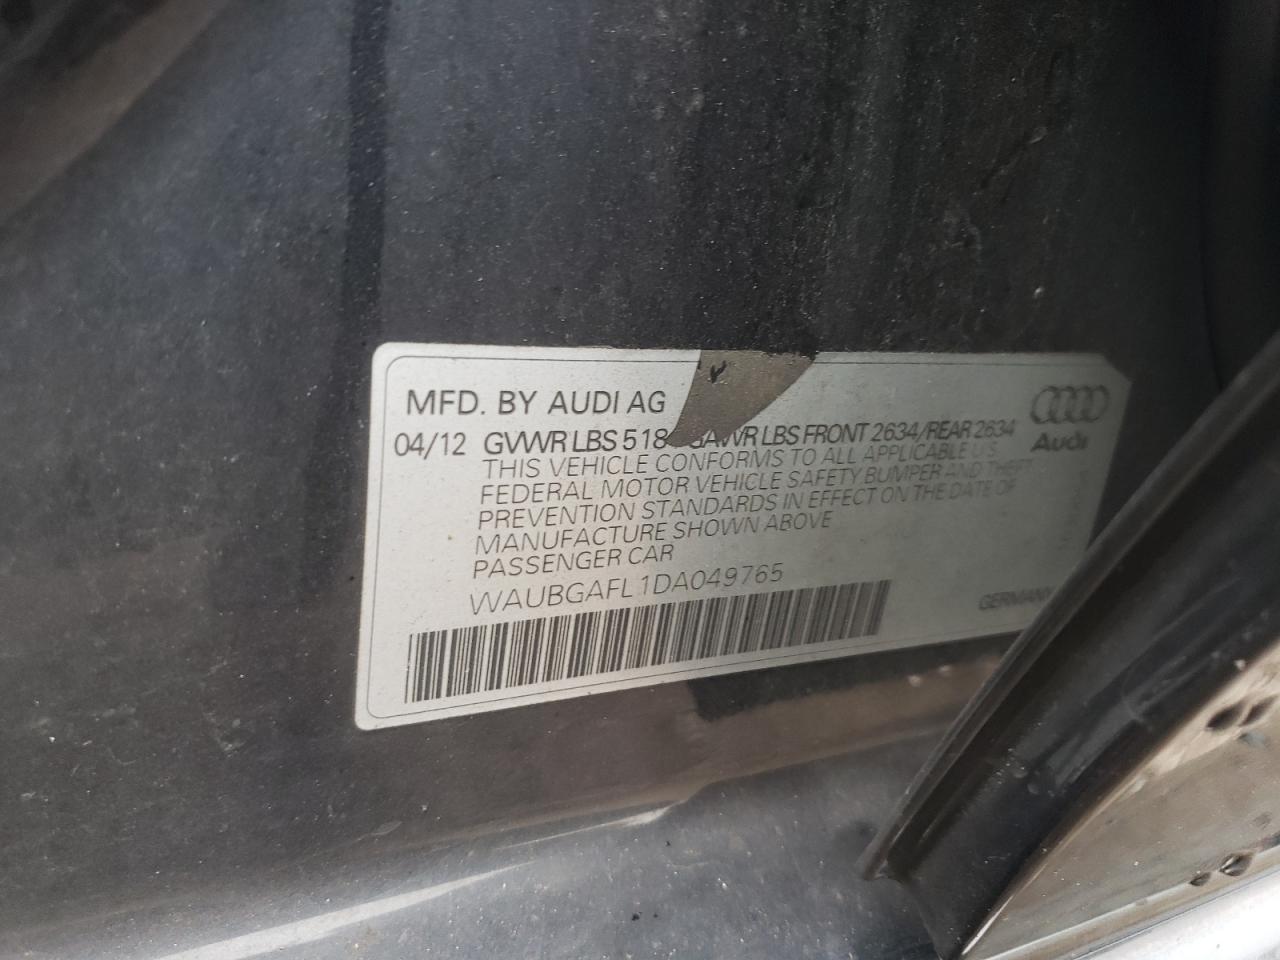 MFD. BY AUDI AG
04/12 GVWR LBS 518 GAWR LBS FRONT 2634/REAR 2634
THIS VEHICLE CONFORMS TO ALL APPLICABLE U.S.
FEDERAL MOTOR VEHICLE SAFETY BUMPER AND THEFT
PREVENTION STANDARDS IN EFFECT ON THE DATE OF
MANUFACTURE SHOWN ABOVE
PASSENGER CAR
WAUBGAFL1DA049765
GERMANY
Audi